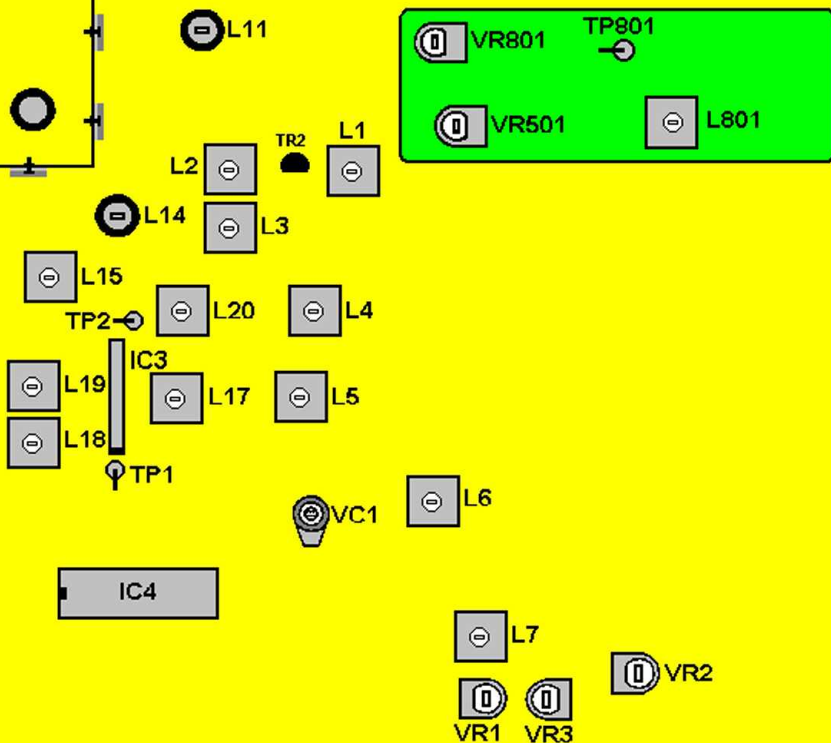 L11
VR801
TP801
VR501
L801
TR2
L1
L2
L14
L3
L15
L20
L4
TP2
IC3
L19
L17
L5
L18
TP1
L6
VC1
IC4
L7
VR2
VR1
VR3